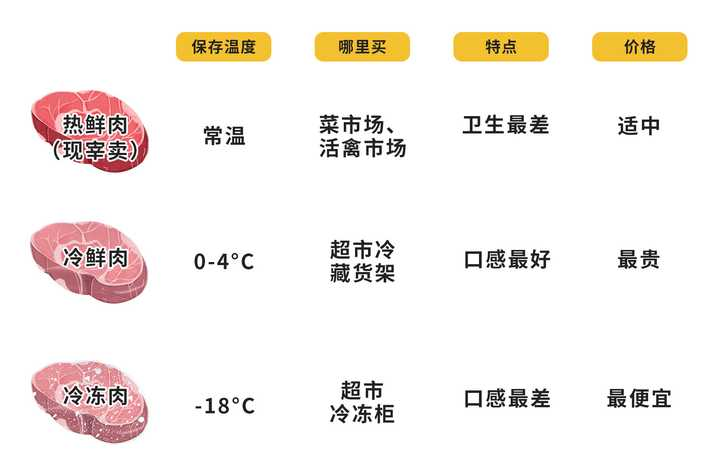 保存温度
哪里买
特点
价格
热鲜肉
（现宰卖）
常温
菜市场、
活禽市场
卫生最差
适中
冷鲜肉
0-4°C
超市冷
藏货架
口感最好
最贵
冷冻肉
-18°C
超市
冷冻柜
口感最差
最便宜